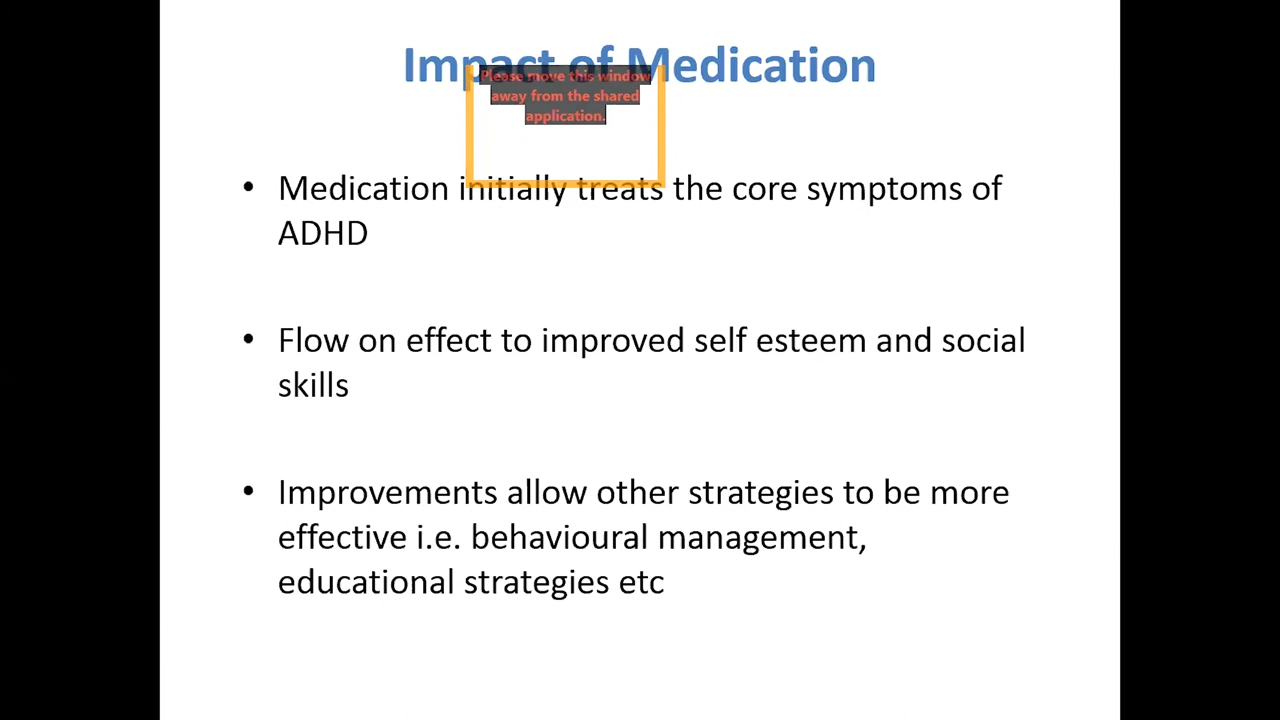 Impact of Medication
Please move this window
away from the shared
application.
• Medication initially treats the core symptoms of
ADHD
• Flow on effect to improved self esteem and social
skills
• Improvements allow other strategies to be more
effective i.e. behavioural management,
educational strategies etc